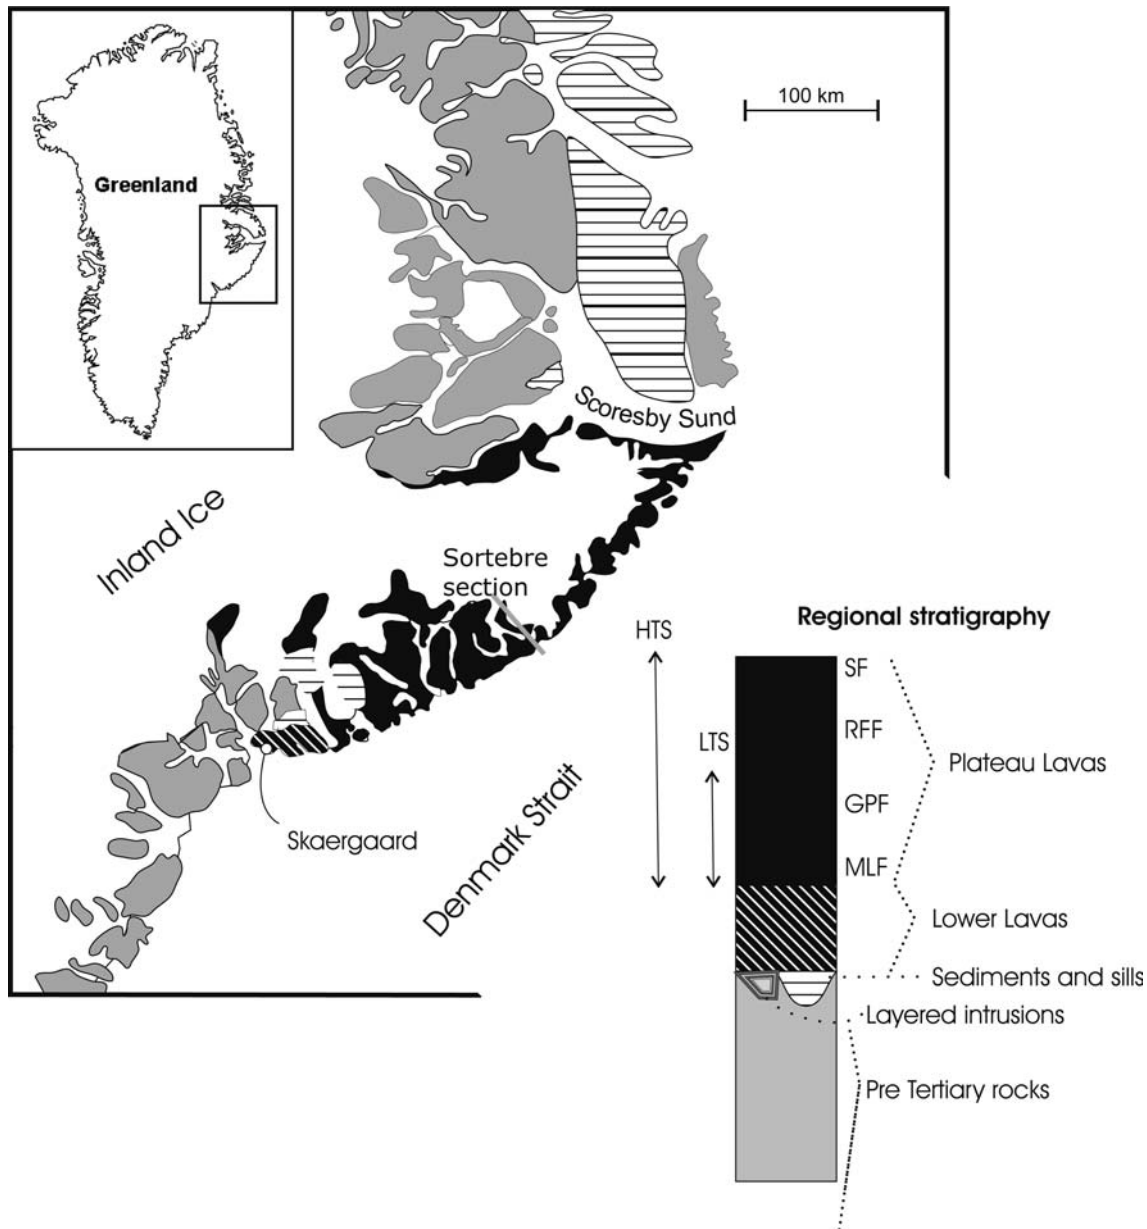 Greenland
100 km
Scoresby Sund
Inland Ice
Sortebre
section
Skaergaard
Denmark Strait
Regional stratigraphy
HTS
LTS
SF
RFF
GPF
MLF
Plateau Lavas
Lower Lavas
Sediments and sills
Layered intrusions
Pre Tertiary rocks